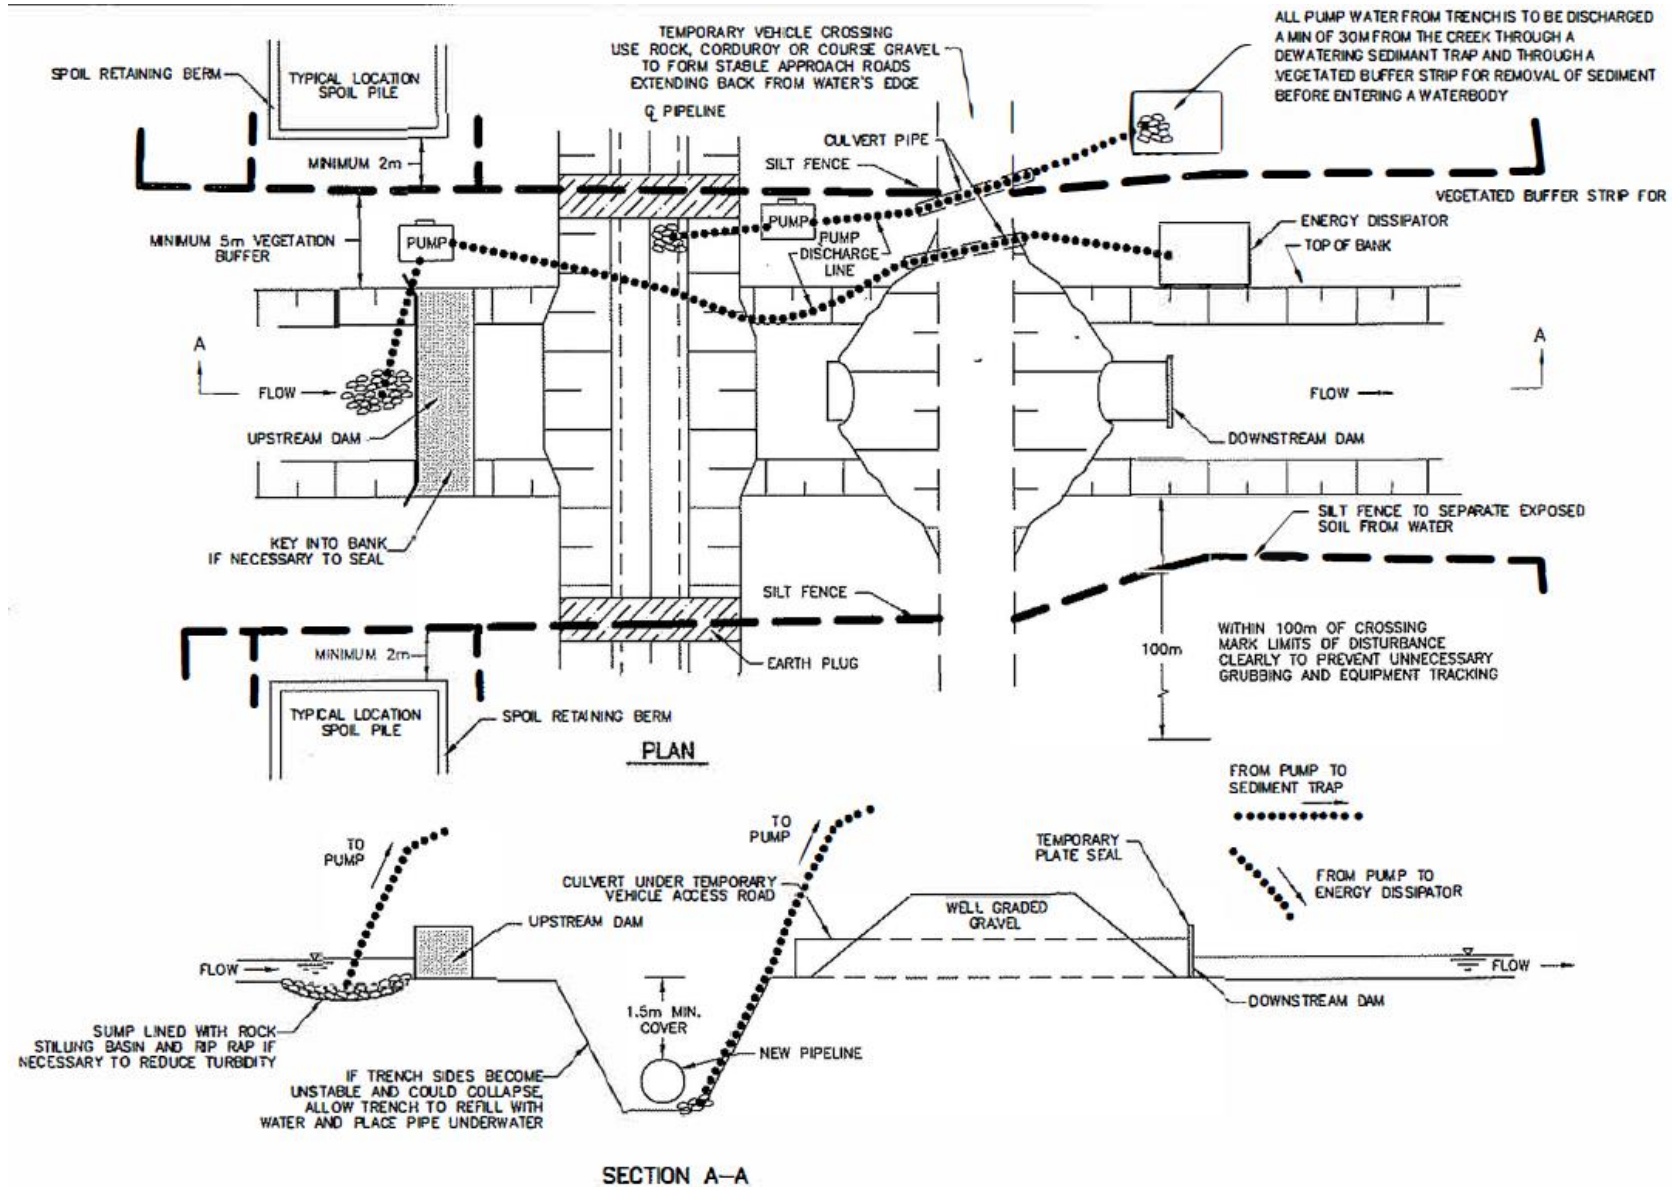 ALL PUMP WATER FROM TRENCH IS TO BE DISCHARGED
A MIN OF 30M FROM THE CREEK THROUGH A
DEWATERING SEDIMANT TRAP AND THROUGH A
VEGETATED BUFFER STRIP FOR REMOVAL OF SEDIMENT
BEFORE ENTERING A WATERBODY
TEMPORARY VEHICLE CROSSING
USE ROCK, CORDUROY OR COURSE GRAVEL
TO FORM STABLE APPROACH ROADS
EXTENDING BACK FROM WATER'S EDGE
SPOIL RETAINING BERM
TYPICAL LOCATION
SPOIL PILE
℄ PIPELINE
CULVERT PIPE
SILT FENCE
MINIMUM 2m
VEGETATED BUFFER STRIP FOR
PUMP
PUMP
DISCHARGE
LINE
ENERGY DISSIPATOR
TOP OF BANK
MINIMUM 5m VEGETATION
BUFFER
PUMP
A
A
FLOW
FLOW
UPSTREAM DAM
DOWNSTREAM DAM
KEY INTO BANK
IF NECESSARY TO SEAL
SILT FENCE TO SEPARATE EXPOSED
SOIL FROM WATER
SILT FENCE
MINIMUM 2m
EARTH PLUG
100m
WITHIN 100m OF CROSSING
MARK LIMITS OF DISTURBANCE
CLEARLY TO PREVENT UNNECESSARY
GRUBBING AND EQUIPMENT TRACKING
TYPICAL LOCATION
SPOIL PILE
SPOIL RETAINING BERM
PLAN
FROM PUMP TO
SEDIMENT TRAP
FROM PUMP TO
ENERGY DISSIPATOR
TO
PUMP
TO
PUMP
TEMPORARY
PLATE SEAL
CULVERT UNDER TEMPORARY
VEHICLE ACCESS ROAD
WELL GRADED
GRAVEL
UPSTREAM DAM
FLOW
FLOW
1.5m MIN.
COVER
DOWNSTREAM DAM
SUMP LINED WITH ROCK
STILLING BASIN AND RIP RAP IF
NECESSARY TO REDUCE TURBIDITY
NEW PIPELINE
IF TRENCH SIDES BECOME
UNSTABLE AND COULD COLLAPSE,
ALLOW TRENCH TO REFILL WITH
WATER AND PLACE PIPE UNDERWATER
SECTION A-A